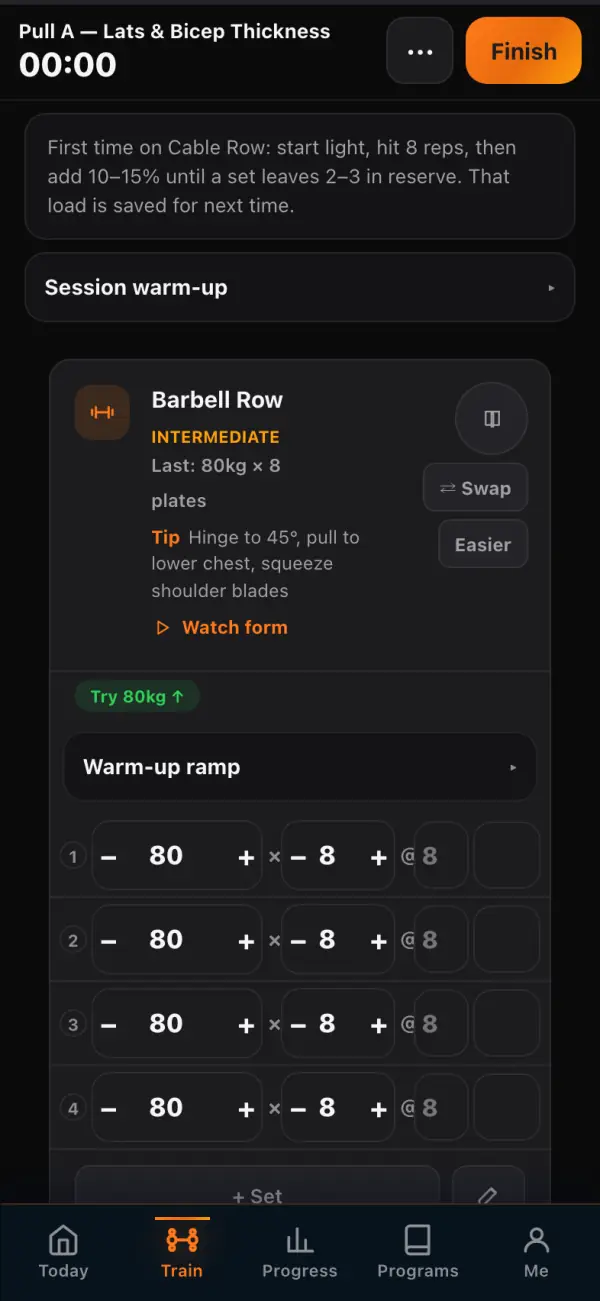 Pull A — Lats & Bicep Thickness
00:00
Finish
First time on Cable Row: start light, hit 8 reps, then
add 10–15% until a set leaves 2–3 in reserve. That
load is saved for next time.
Session warm-up
Barbell Row
INTERMEDIATE
Last: 80kg × 8
plates
Tip Hinge to 45°, pull to
lower chest, squeeze
shoulder blades
Watch form
⇄ Swap
Easier
Try 80kg ↑
Warm-up ramp
1 – 80 + × – 8 + @ 8
2 – 80 + × – 8 + @ 8
3 – 80 + × – 8 + @ 8
4 – 80 + × – 8 + @ 8
+ Set
Today Train Progress Programs Me